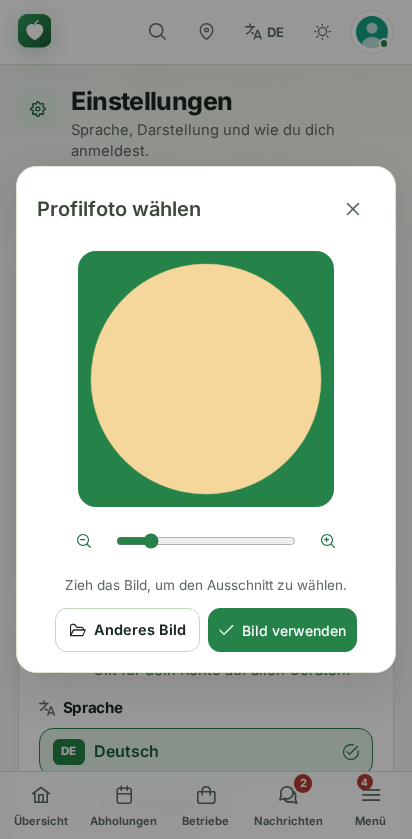 DE
Einstellungen
Sprache, Darstellung und wie du dich
anmeldest.
Profilfoto wählen
Zieh das Bild, um den Ausschnitt zu wählen.
Anderes Bild
Bild verwenden
Sprache
DE Deutsch
2
4
Übersicht
Abholungen
Betriebe
Nachrichten
Menü